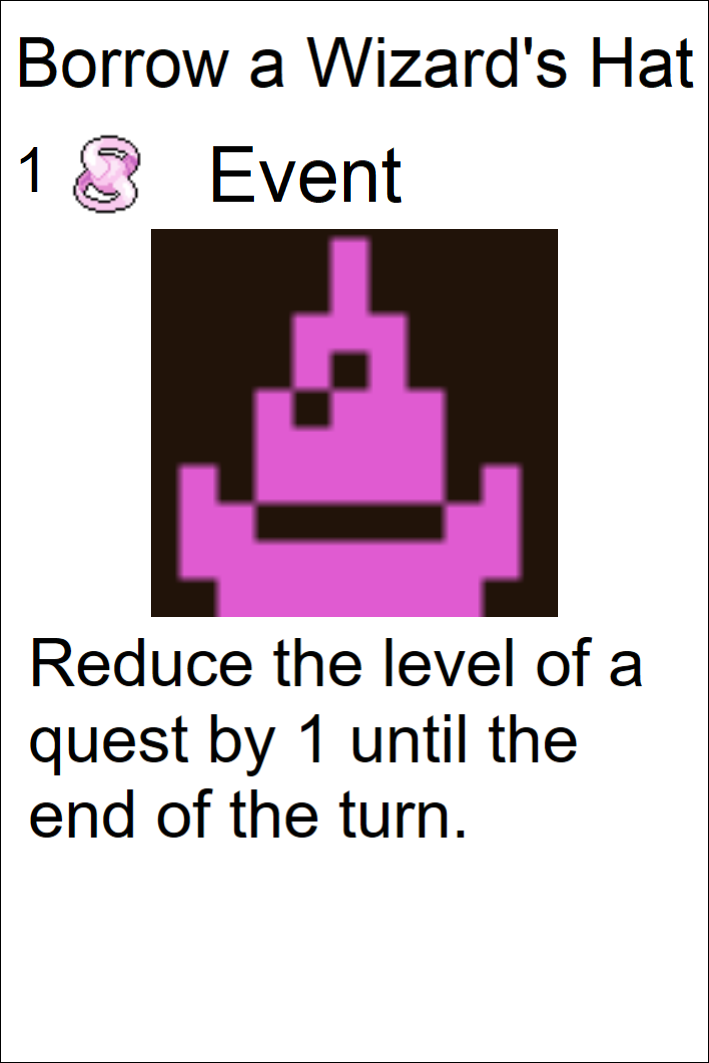 Borrow a Wizard's Hat
1 Event
Reduce the level of a
quest by 1 until the
end of the turn.